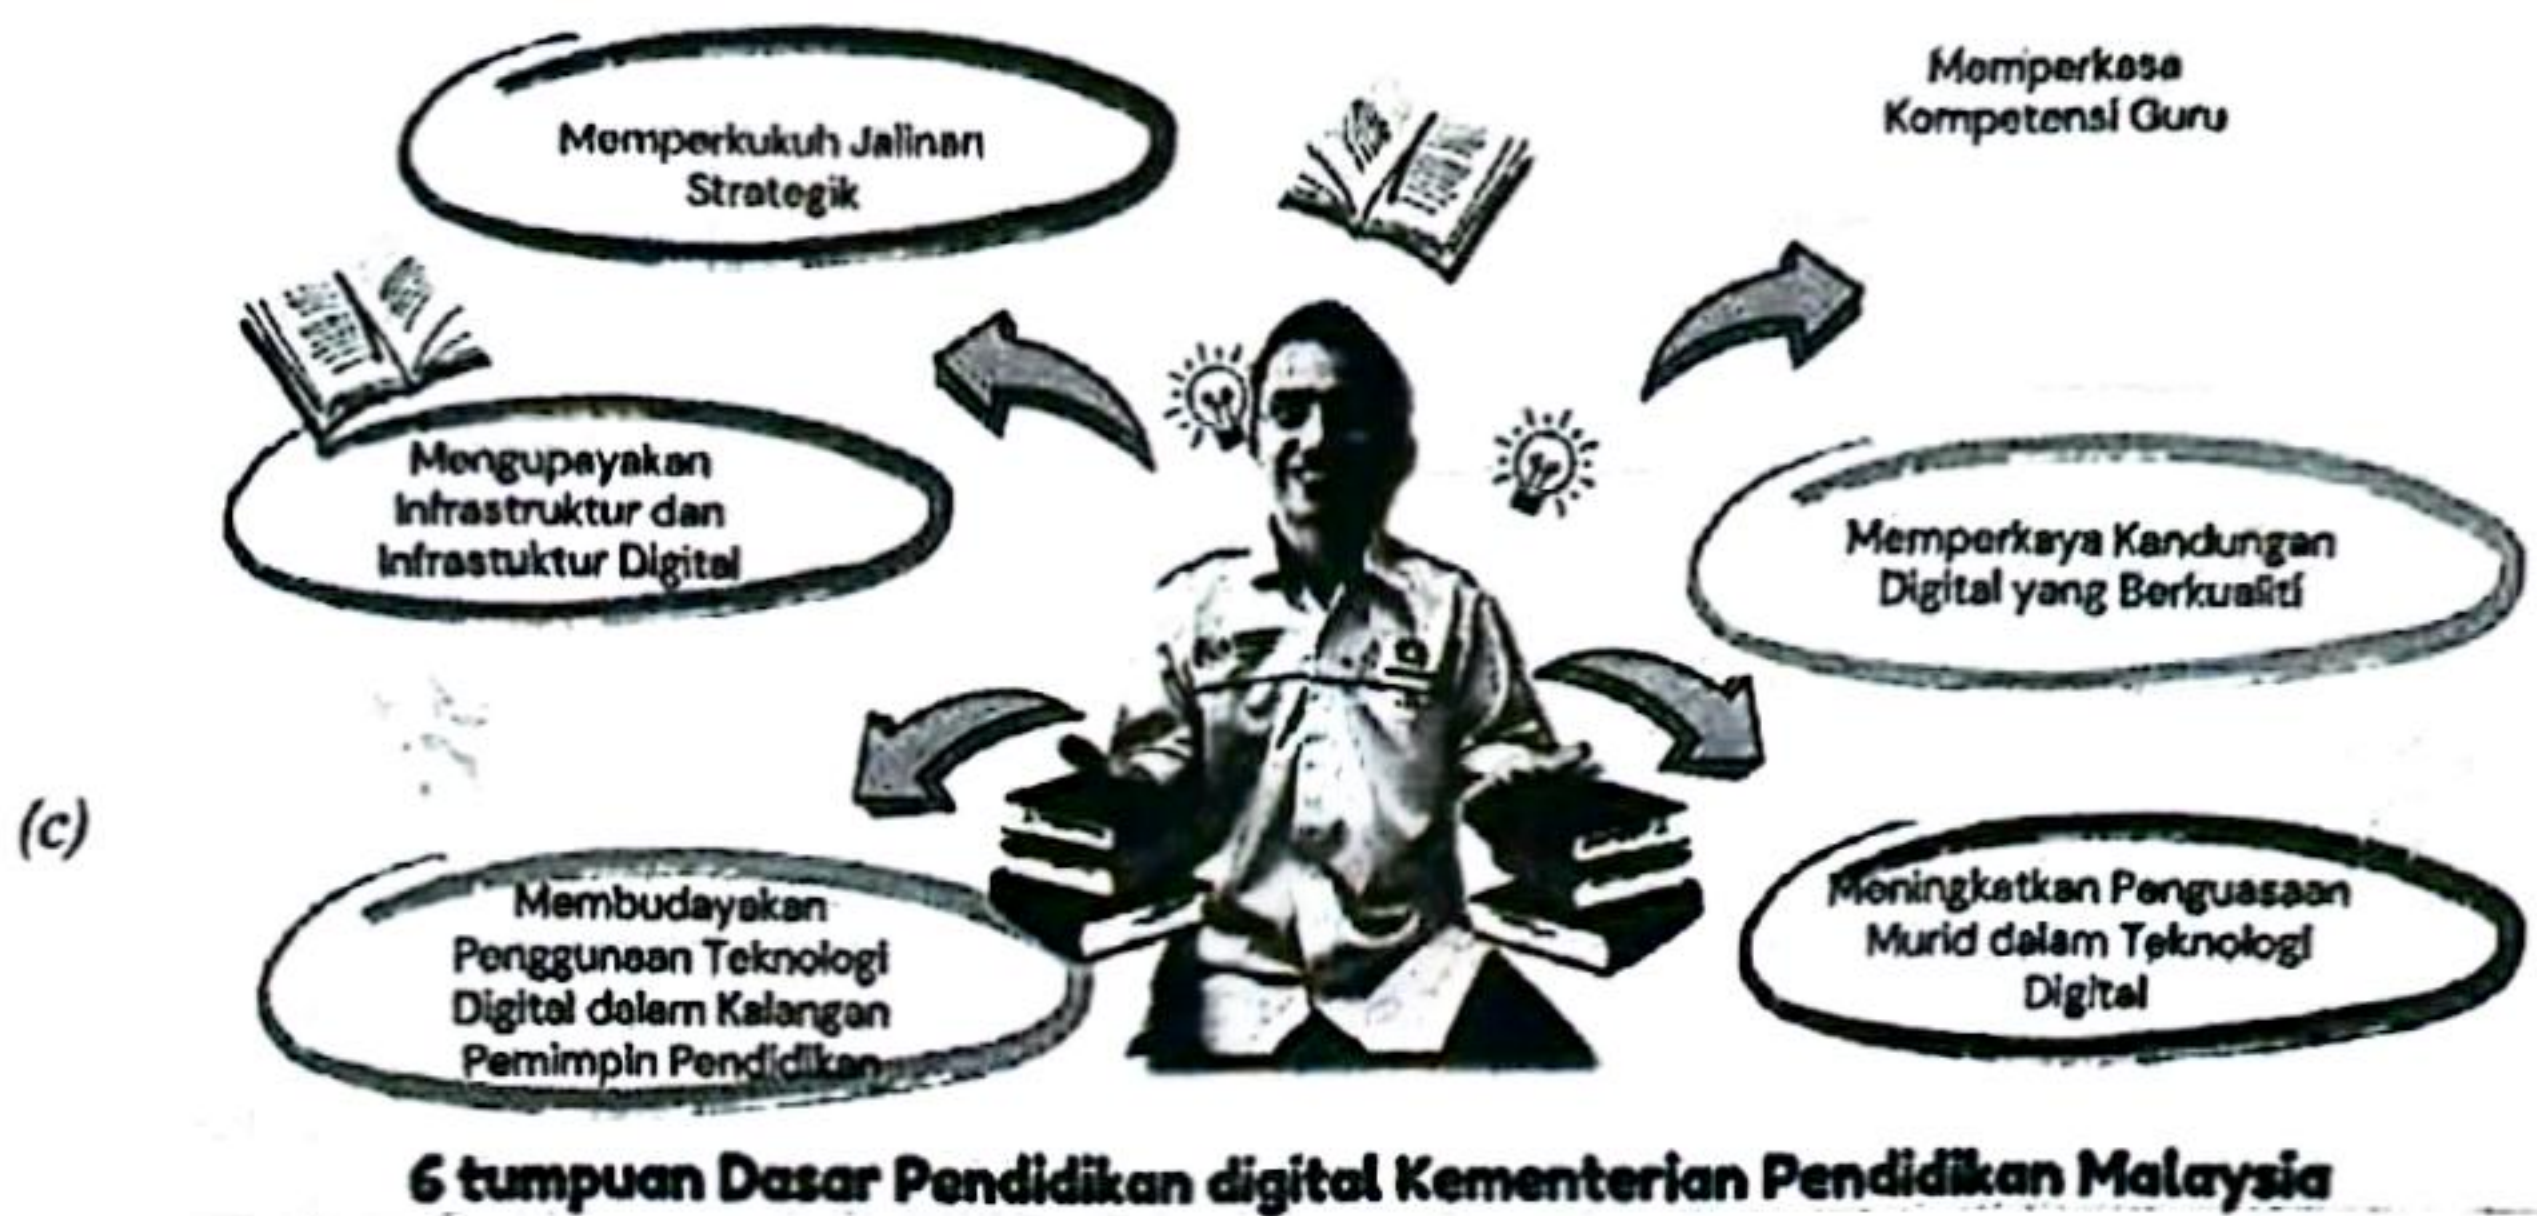 Memperkukuh Jalinan
Strategik
Memperkasa
Kompetensi Guru
Mengupayakan
Infrastruktur dan
Infrastuktur Digital
Memperkaya Kandungan
Digital yang Berkualiti
(c)
Membudayakan
Penggunaan Teknologi
Digital dalam Kalangan
Pemimpin Pendidikan
Meningkatkan Penguasaan
Murid dalam Teknologi
Digital
6 tumpuan Dasar Pendidikan digital Kementerian Pendidikan Malaysia